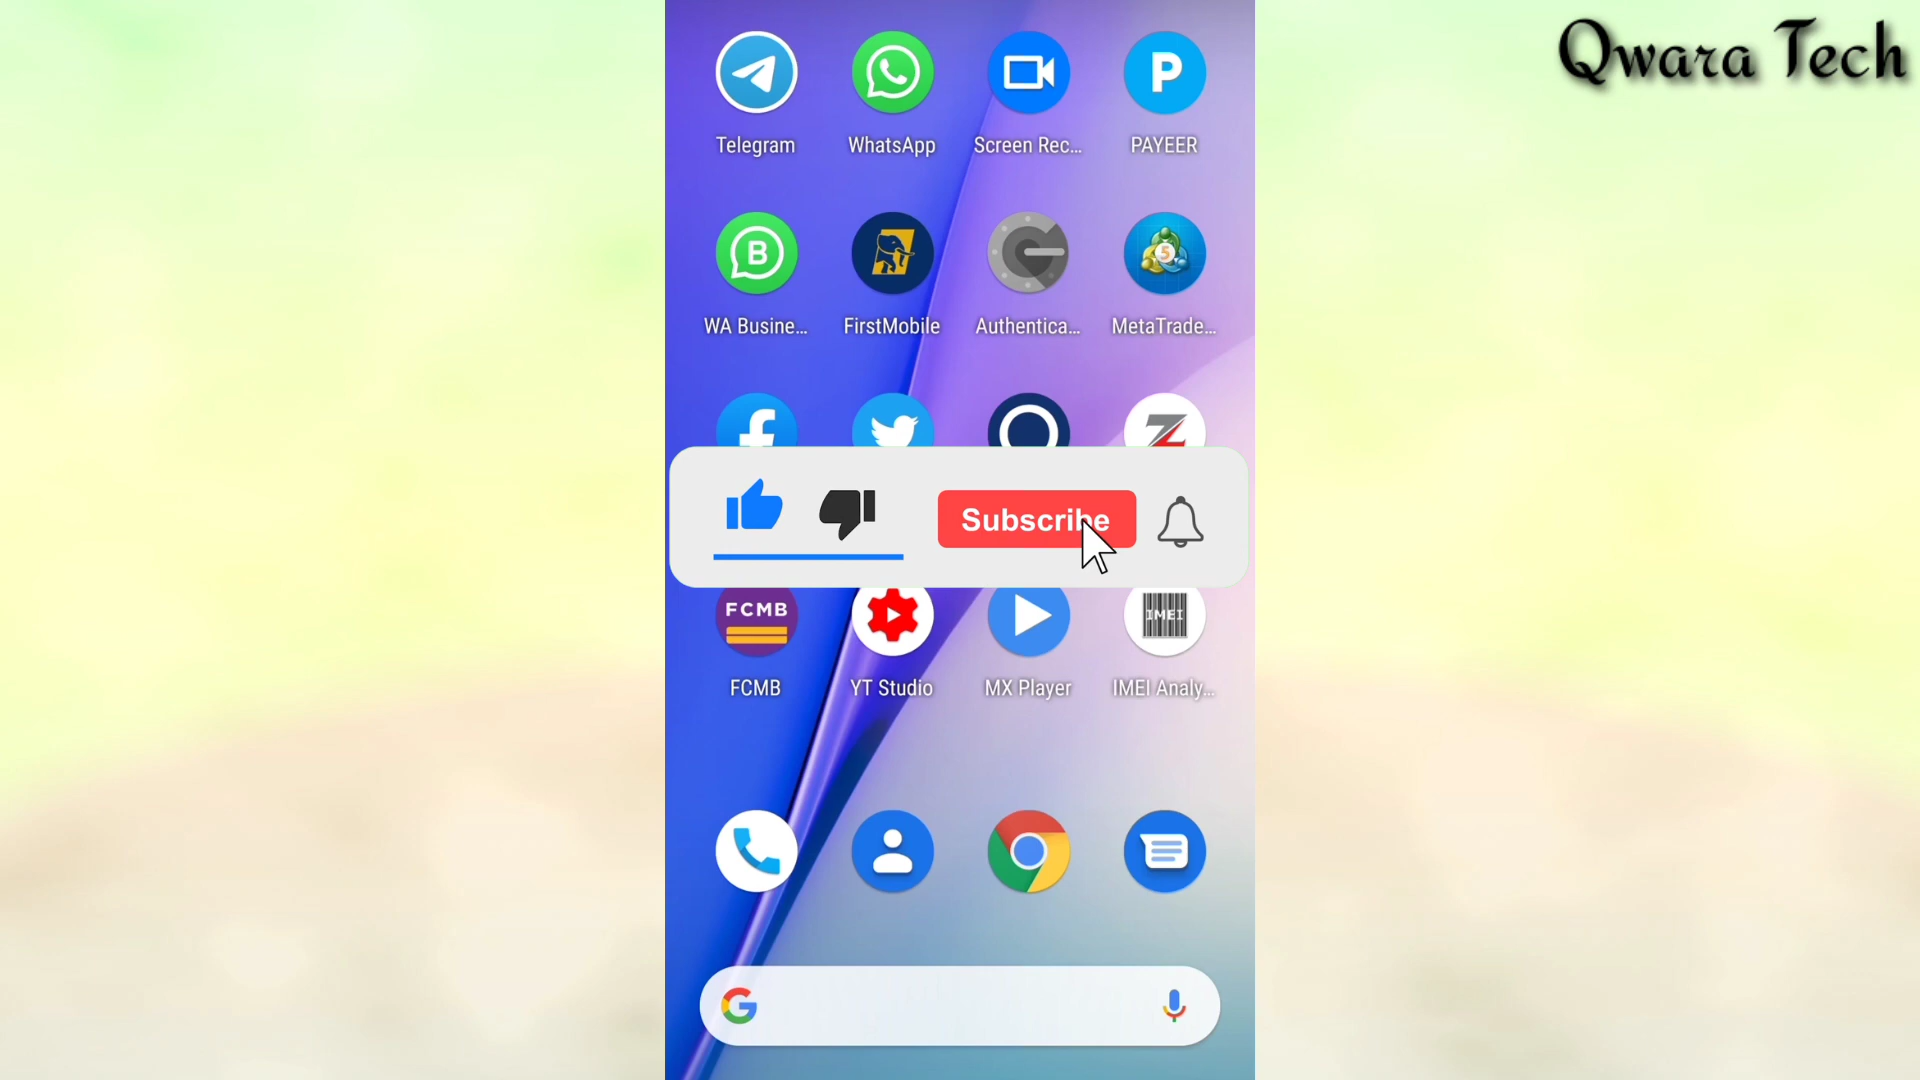 Qwara Tech
P
Telegram WhatsApp Screen Rec... PAYEER
B
5
WA Busine... FirstMobile Authentica... MetaTrade...
Subscribe
FCMB
IMEI
FCMB YT Studio MX Player IMEI Analy...